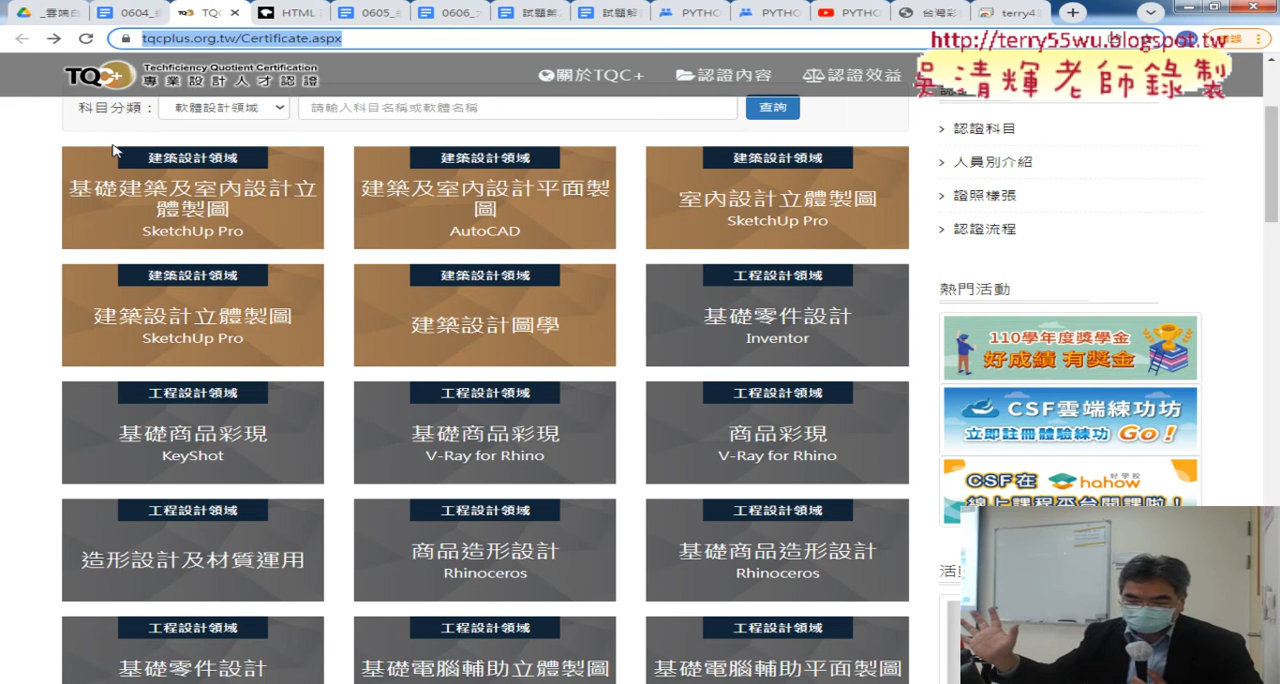 _雲端白
0604_
TQC
HTML
0605_
0606_
試題第
試題解
PYTHO
PYTHO
PYTHO
台灣彩
terry43
tqcplus.org.tw/Certificate.aspx
http://terry55wu.blogspot.tw
吳清輝老師錄製
TQC+
Techficiency Quotient Certification
專業設計人才認證
關於TQC+
認證內容
認證效益
科目分類：
軟體設計領域
請輸入科目名稱或軟體名稱
查詢
建築設計領域
基礎建築及室內設計立
體製圖
SketchUp Pro
建築設計領域
建築及室內設計平面製
圖
AutoCAD
建築設計領域
室內設計立體製圖
SketchUp Pro
建築設計領域
建築設計立體製圖
SketchUp Pro
建築設計領域
建築設計圖學
工程設計領域
基礎零件設計
Inventor
工程設計領域
基礎商品彩現
KeyShot
工程設計領域
基礎商品彩現
V-Ray for Rhino
工程設計領域
商品彩現
V-Ray for Rhino
工程設計領域
造形設計及材質運用
工程設計領域
商品造形設計
Rhinoceros
工程設計領域
基礎商品造形設計
Rhinoceros
工程設計領域
基礎零件設計
工程設計領域
基礎電腦輔助立體製圖
工程設計領域
基礎電腦輔助平面製圖
> 認證科目
> 人員別介紹
> 證照樣張
> 認證流程
熱門活動
110學年度獎學金
好成績 有獎金
CSF雲端練功坊
立即註冊體驗練功 Go！
CSF在 hahow 好學校
線上課程平台開課啦！
活